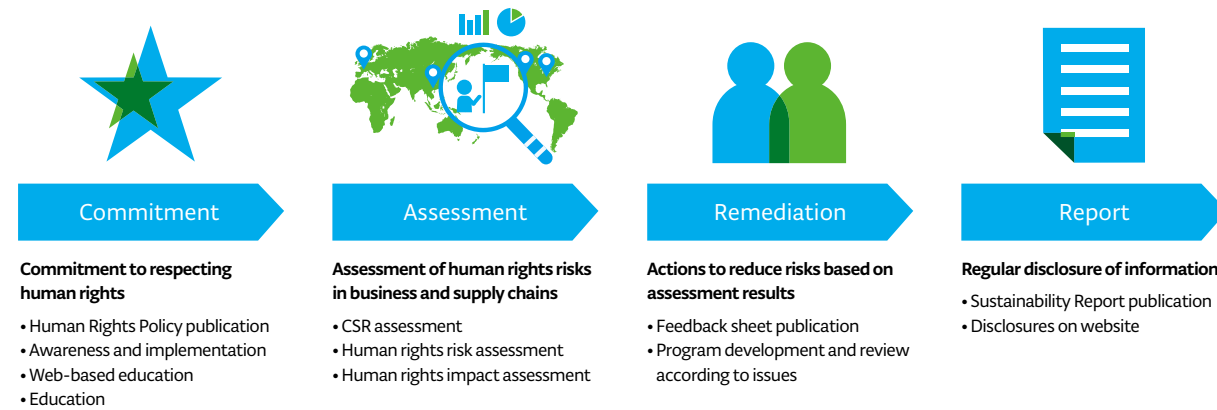 Commitment
Commitment to respecting
human rights
• Human Rights Policy publication
• Awareness and implementation
• Web-based education
• Education
Assessment
Assessment of human rights risks
in business and supply chains
• CSR assessment
• Human rights risk assessment
• Human rights impact assessment
Remediation
Actions to reduce risks based on
assessment results
• Feedback sheet publication
• Program development and review
according to issues
Report
Regular disclosure of information
• Sustainability Report publication
• Disclosures on website